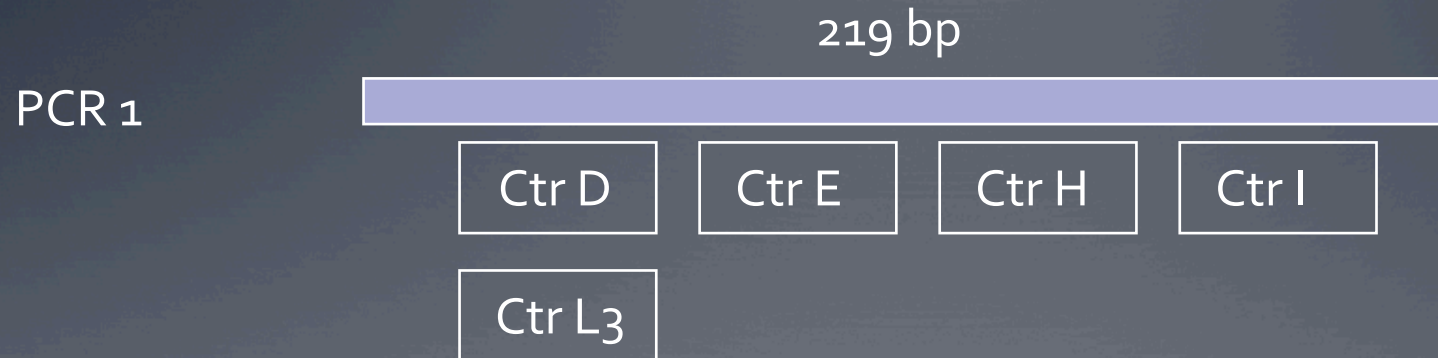 219 bp
PCR 1
Ctr D Ctr E Ctr H Ctr I
Ctr L3